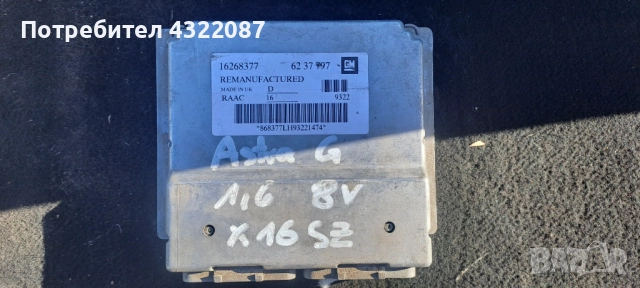 Потребител 4322087
16268377 62 37 997 GM
REMANUFACTURED
MADE IN UK D
RAAC 16 9322
*868377L1193221474*
Astra G
1,6 8V
X16SZ
BAZAR